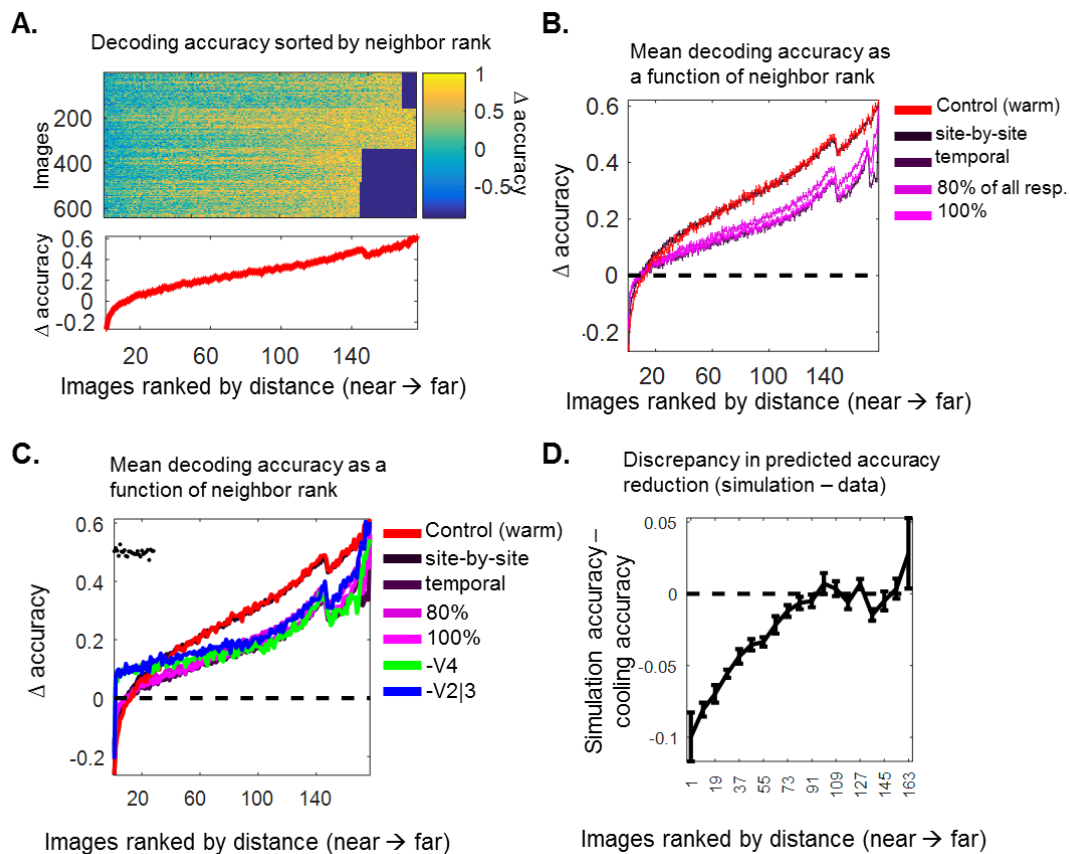 A.
Decoding accuracy sorted by neighbor rank
Images
200
400
600
1
0.5
0
-0.5
Δ accuracy
Δ accuracy
0.6
0.4
0.2
0
-0.2
20 60 100 140
Images ranked by distance (near → far)
B.
Mean decoding accuracy as
a function of neighbor rank
Δ accuracy
0.6
0.4
0.2
0
-0.2
20 60 100 140
Images ranked by distance (near → far)
Control (warm)
site-by-site
temporal
80% of all resp.
100%
C.
Mean decoding accuracy as a
function of neighbor rank
Δ accuracy
0.6
0.4
0.2
0
-0.2
20 60 100 140
Images ranked by distance (near → far)
Control (warm)
site-by-site
temporal
80%
100%
-V4
-V2|3
D.
Discrepancy in predicted accuracy
reduction (simulation – data)
Simulation accuracy–
cooling accuracy
0.05
0
-0.05
-0.1
1 19 37 55 73 91 109 127 145 163
Images ranked by distance (near → far)